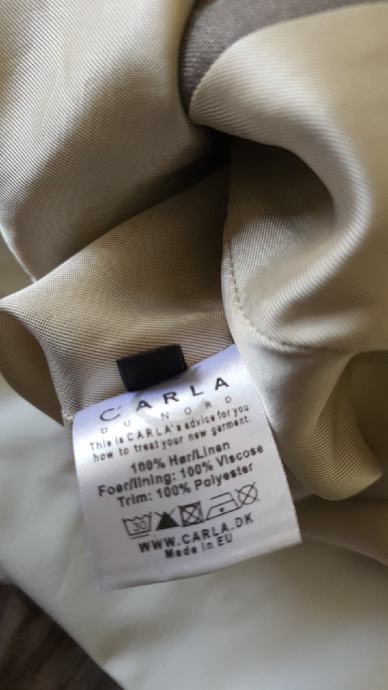 C'ARLA
DU NORD
This is CARLA's advice for you
how to treat your new garment.
100% Hør/Linen
Foer/lining: 100% Viscose
Trim: 100% Polyester
30
WWW.CARLA.DK
Made in EU